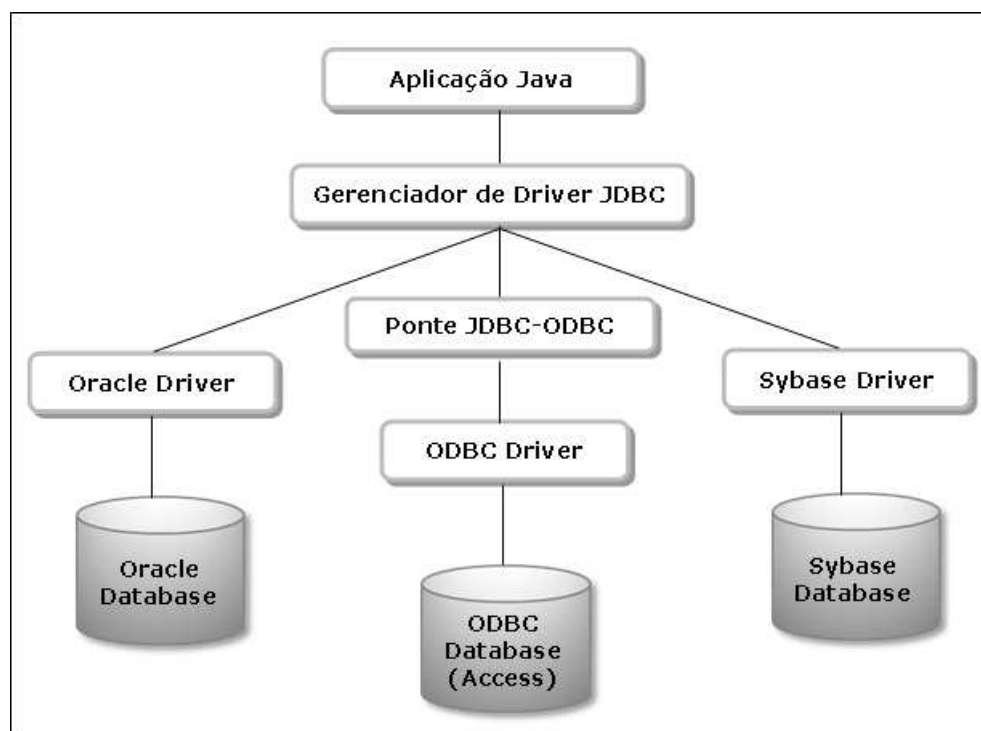 Aplicação Java
Gerenciador de Driver JDBC
Ponte JDBC-ODBC
Oracle Driver
Sybase Driver
ODBC Driver
Oracle
Database
Sybase
Database
ODBC
Database
(Access)